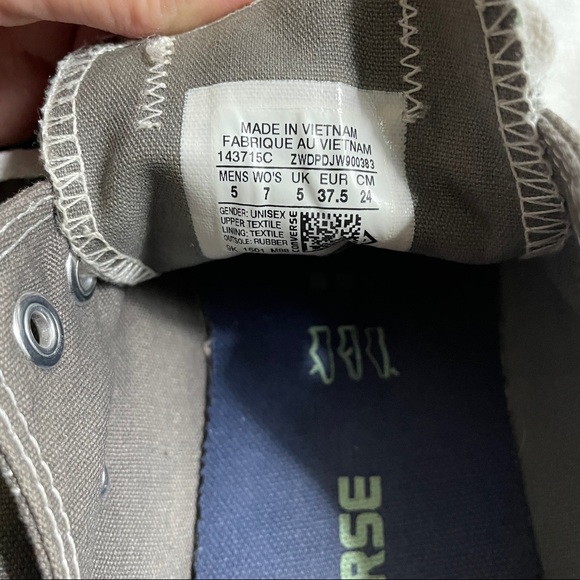 MADE IN VIETNAM
FABRIQUE AU VIETNAM
143715C ZWDPDJW900383
MENS WO'S UK EUR CM
5 7 5 37.5 24
GENDER: UNISEX
UPPER TEXTILE
LINING: TEXTILE
OUTSOLE: RUBBER
CONVERSE
RSE